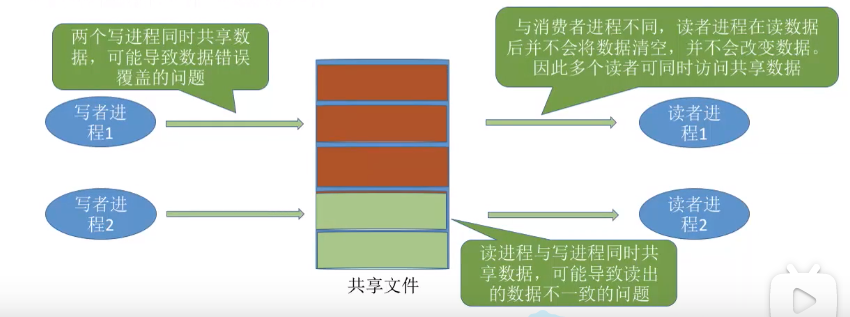 两个写进程同时共享数
据，可能导致数据错误
覆盖的问题
与消费者进程不同，读者进程在读数据
后并不会将数据清空，并不会改变数据。
因此多个读者可同时访问共享数据
写者进
程1
读者进
程1
写者进
程2
读者进
程2
读进程与写进程同时共
享数据，可能导致读出
的数据不一致的问题
共享文件